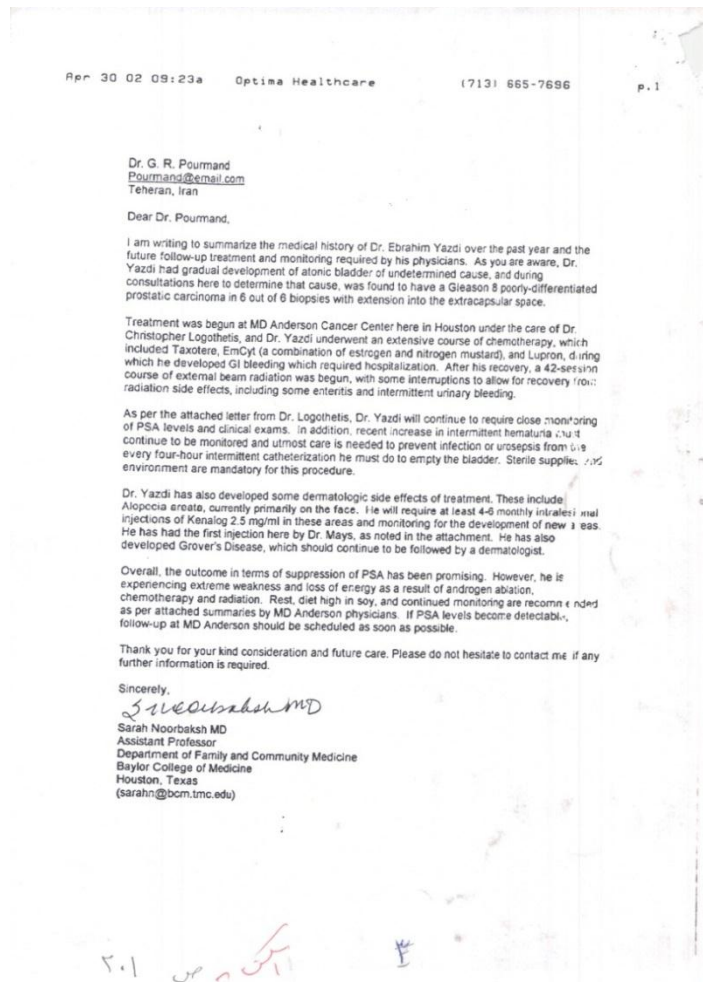 Apr 30 02 09:23a Optima Healthcare (713) 665-7696 p.1
Dr. G. R. Pourmand
Pourmand@email.com
Teheran, Iran
Dear Dr. Pourmand,
I am writing to summarize the medical history of Dr. Ebrahim Yazdi over the past year and the
future follow-up treatment and monitoring required by his physicians. As you are aware, Dr.
Yazdi had gradual development of atonic bladder of undetermined cause, and during
consultations here to determine that cause, was found to have a Gleason 8 poorly-differentiated
prostatic carcinoma in 6 out of 6 biopsies with extension into the extracapsular space.
Treatment was begun at MD Anderson Cancer Center here in Houston under the care of Dr.
Christopher Logothetis, and Dr. Yazdi underwent an extensive course of chemotherapy, which
included Taxotere, EmCyt (a combination of estrogen and nitrogen mustard), and Lupron, during
which he developed GI bleeding which required hospitalization. After his recovery, a 42-session
course of external beam radiation was begun, with some interruptions to allow for recovery from
radiation side effects, including some enteritis and intermittent urinary bleeding.
As per the attached letter from Dr. Logothetis, Dr. Yazdi will continue to require close monitoring
of PSA levels and clinical exams. In addition, recent increase in intermittent hematuria must
continue to be monitored and utmost care is needed to prevent infection or urosepsis from the
every four-hour intermittent catheterization he must do to empty the bladder. Sterile supplies and
environment are mandatory for this procedure.
Dr. Yazdi has also developed some dermatologic side effects of treatment. These include
Alopecia areata, currently primarily on the face. He will require at least 4-6 monthly intralesional
injections of Kenalog 2.5 mg/ml in these areas and monitoring for the development of new areas.
He has had the first injection here by Dr. Mays, as noted in the attachment. He has also
developed Grover's Disease, which should continue to be followed by a dermatologist.
Overall, the outcome in terms of suppression of PSA has been promising. However, he is
experiencing extreme weakness and loss of energy as a result of androgen ablation,
chemotherapy and radiation. Rest, diet high in soy, and continued monitoring are recommended
as per attached summaries by MD Anderson physicians. If PSA levels become detectable,
follow-up at MD Anderson should be scheduled as soon as possible.
Thank you for your kind consideration and future care. Please do not hesitate to contact me if any
further information is required.
Sincerely,
Sarah Noorbaksh MD
Assistant Professor
Department of Family and Community Medicine
Baylor College of Medicine
Houston, Texas
(sarahn@bcm.tmc.edu)
ص ۲۰۱